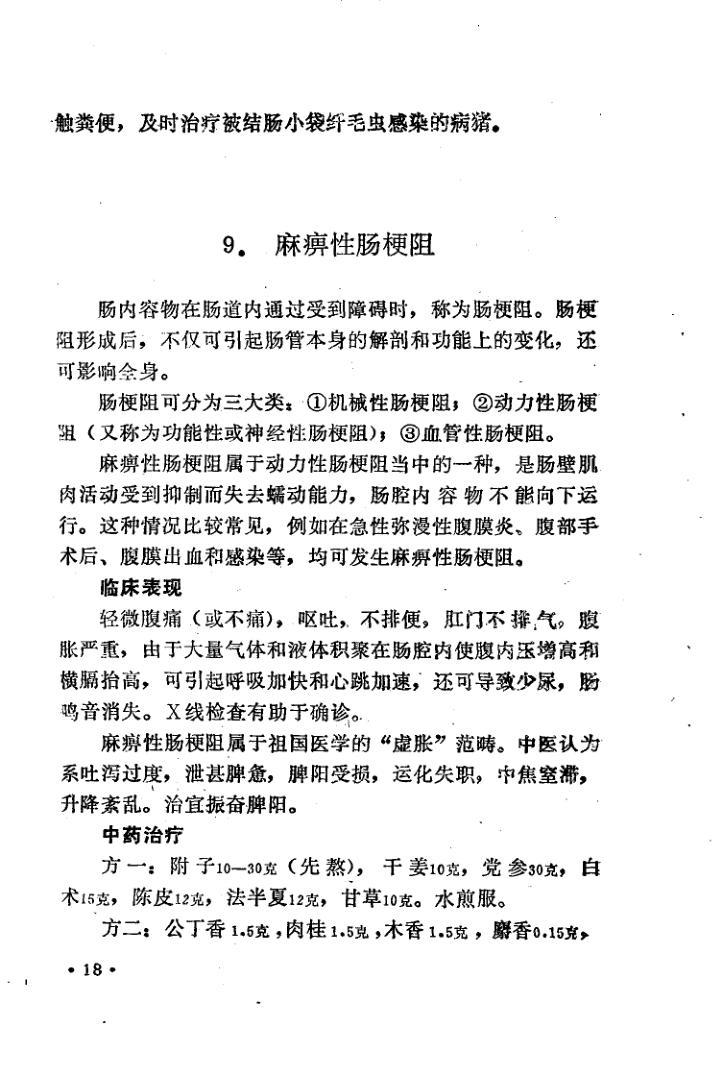 触粪便，及时治疗被结肠小袋纤毛虫感染的病猪。
9．麻痹性肠梗阻
肠内容物在肠道内通过受到障碍时，称为肠梗阻。肠梗
阻形成后，不仅可引起肠管本身的解剖和功能上的变化，还
可影响全身。
肠梗阻可分为三大类：①机械性肠梗阻；②动力性肠梗
阻（又称为功能性或神经性肠梗阻）；③血管性肠梗阻。
麻痹性肠梗阻属于动力性肠梗阻当中的一种，是肠壁肌
肉活动受到抑制而失去蠕动能力，肠腔内容物不能向下运
行。这种情况比较常见，例如在急性弥漫性腹膜炎、腹部手
术后、腹膜出血和感染等，均可发生麻痹性肠梗阻。
临床表现
轻微腹痛（或不痛），呕吐，不排便，肛门不排气。腹
胀严重，由于大量气体和液体积聚在肠腔内使腹内压增高和
横膈抬高，可引起呼吸加快和心跳加速，还可导致少尿，肠
鸣音消失。X线检查有助于确诊。
麻痹性肠梗阻属于祖国医学的“虚胀”范畴。中医认为
系吐泻过度，泄甚脾惫，脾阳受损，运化失职，中焦窒滞，
升降紊乱。治宜振奋脾阳。
中药治疗
方一：附子10—30克（先熬），干姜10克，党参30克，白
术15克，陈皮12克，法半夏12克，甘草10克。水煎服。
方二：公丁香1.5克，肉桂1.5克，木香1.5克，麝香0.15克，
•18•